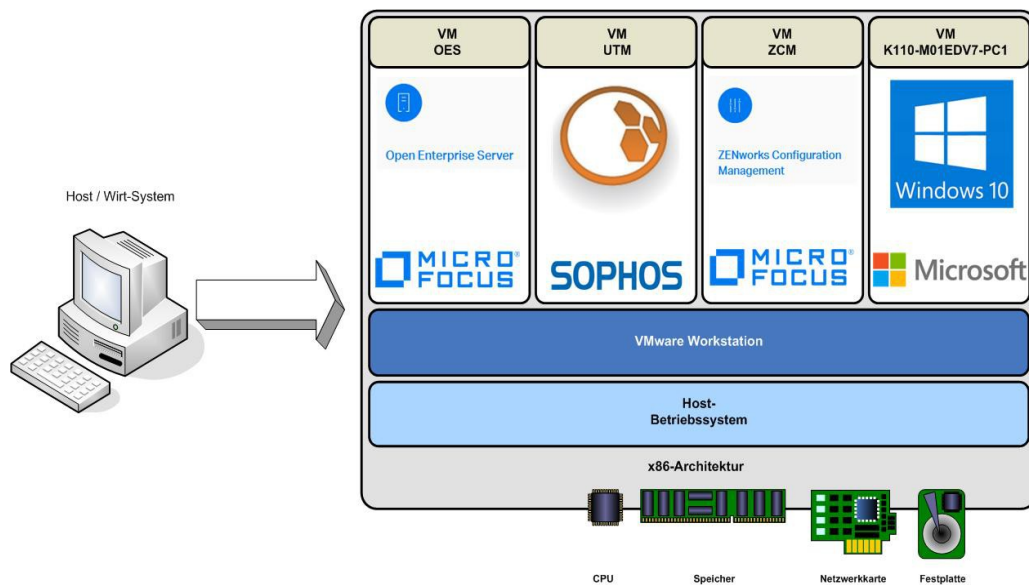 VM
OES
VM
UTM
VM
ZCM
VM
K110-M01EDV7-PC1
Open Enterprise Server
ZENworks Configuration
Management
Windows 10
Host / Wirt-System
MICRO
FOCUS®
SOPHOS
MICRO
FOCUS®
Microsoft
VMware Workstation
Host-
Betriebssystem
x86-Architektur
CPU
Speicher
Netzwerkkarte
Festplatte